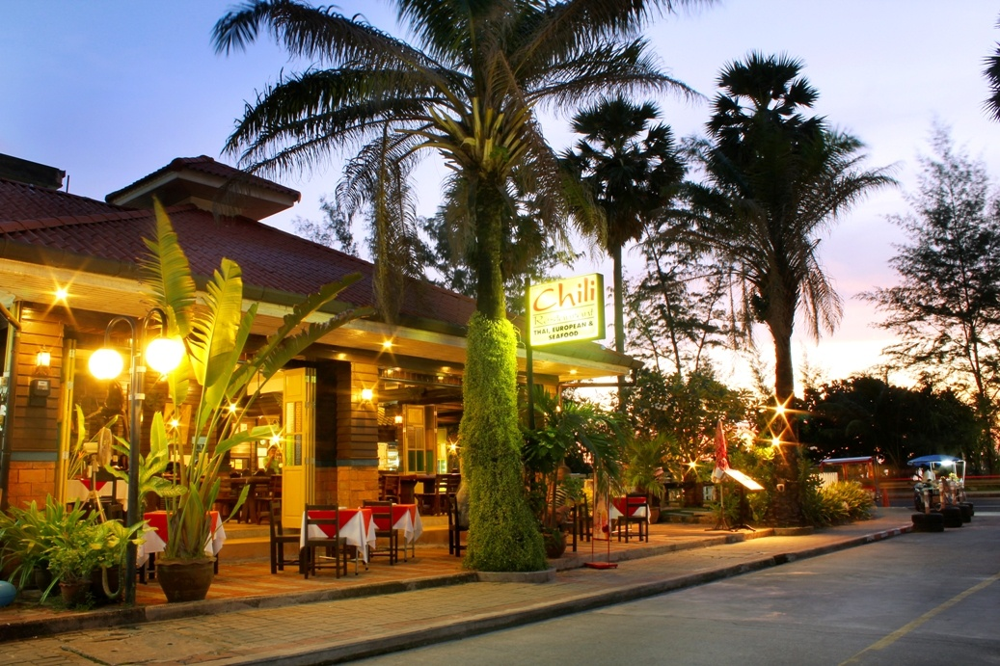 Chili
Restaurant
THAI, EUROPEAN &
SEAFOOD